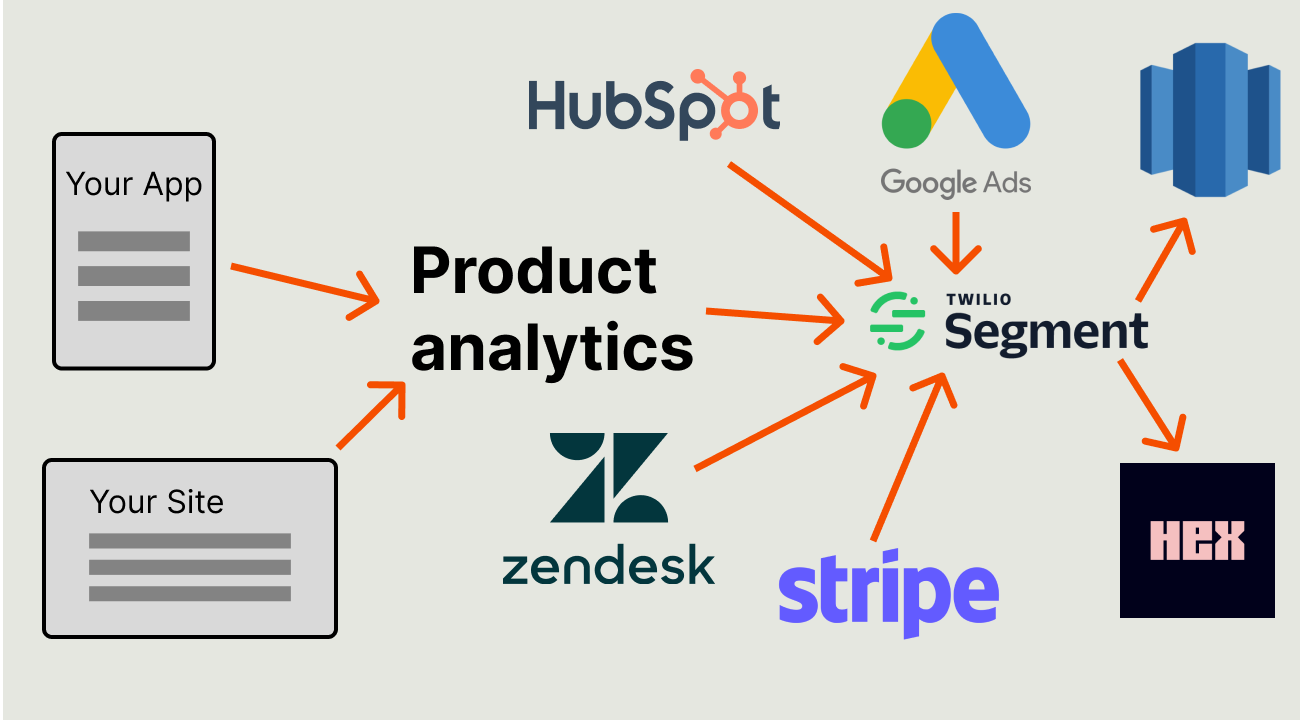 HubSpot
Google Ads
Your App
Product
analytics
TWILIO
Segment
Your Site
zendesk
stripe
HEX